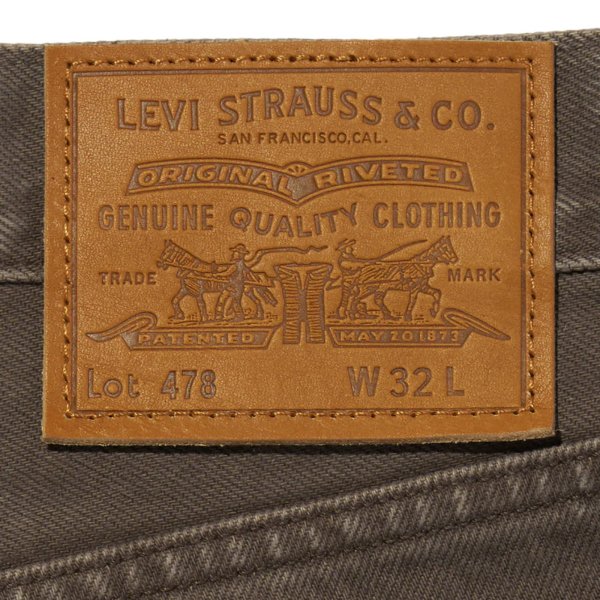 LEVI STRAUSS & CO.
SAN FRANCISCO, CAL.
ORIGINAL RIVETED
GENUINE QUALITY CLOTHING
TRADE MARK
PATENTED MAY 20 1873
Lot 478 W 32 L